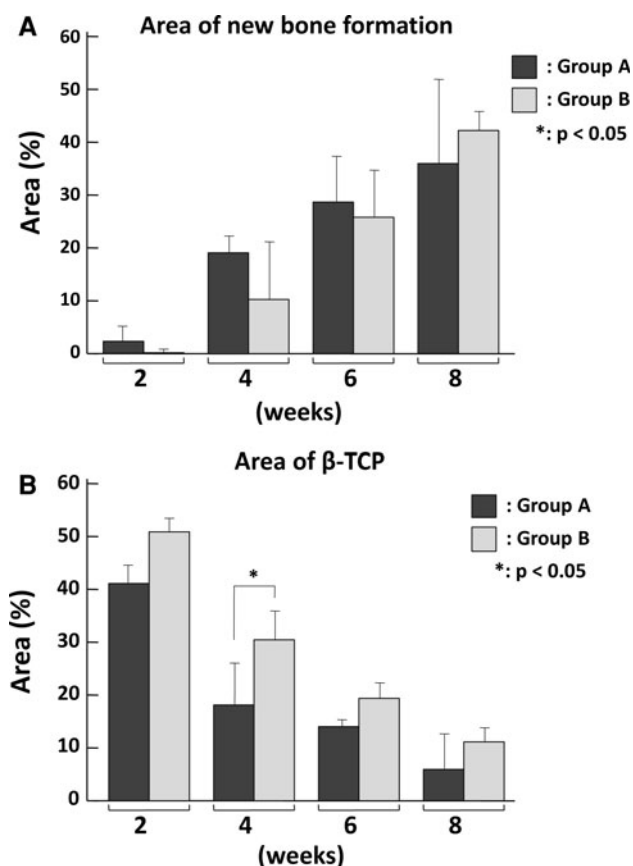 A
Area of new bone formation
60
50
40
30
20
10
0
Area (%)
: Group A
: Group B
*: p < 0.05
2 4 6 8
(weeks)
B
Area of β-TCP
60
50
40
30
20
10
0
Area (%)
: Group A
: Group B
*: p < 0.05
*
2 4 6 8
(weeks)